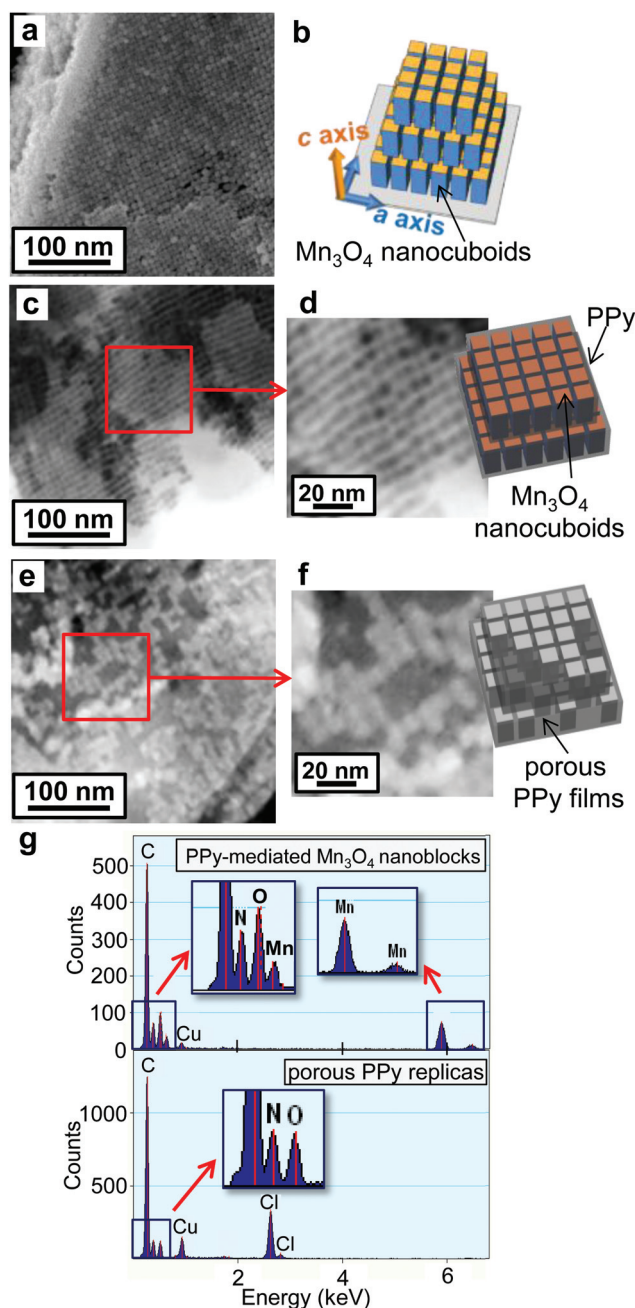 a
100 nm
b
c axis
a axis
Mn₃O₄ nanocuboids
c
100 nm
d
20 nm
PPy
Mn₃O₄
nanocuboids
e
100 nm
f
20 nm
porous
PPy films
g
C
PPy-mediated Mn₃O₄ nanoblocks
500
400
300
200
100
0
Counts
N
O
Mn
Mn
Mn
Cu
C
porous PPy replicas
1000
500
Counts
N
O
Cu
Cl
Cl
2
4
6
Energy (keV)